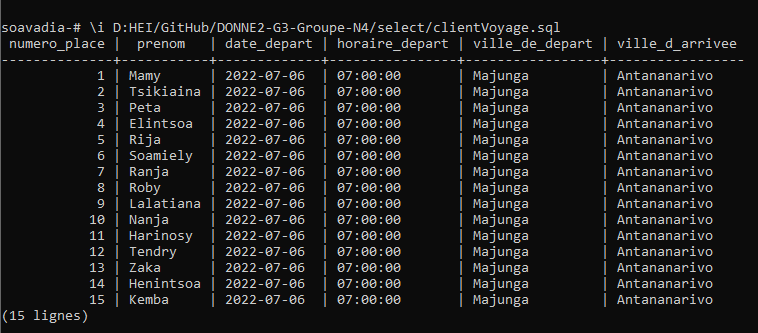 soavadia-# \i D:HEI/GitHub/DONNE2-G3-Groupe-N4/select/clientVoyage.sql
 numero_place |  prenom   | date_depart | horaire_depart | ville_de_depart | ville_d_arrivee
--------------+-----------+-------------+----------------+-----------------+-----------------
            1 | Mamy      | 2022-07-06  | 07:00:00       | Majunga         | Antananarivo
            2 | Tsikiaina | 2022-07-06  | 07:00:00       | Majunga         | Antananarivo
            3 | Peta      | 2022-07-06  | 07:00:00       | Majunga         | Antananarivo
            4 | Elintsoa  | 2022-07-06  | 07:00:00       | Majunga         | Antananarivo
            5 | Rija      | 2022-07-06  | 07:00:00       | Majunga         | Antananarivo
            6 | Soamiely  | 2022-07-06  | 07:00:00       | Majunga         | Antananarivo
            7 | Ranja     | 2022-07-06  | 07:00:00       | Majunga         | Antananarivo
            8 | Roby      | 2022-07-06  | 07:00:00       | Majunga         | Antananarivo
            9 | Lalatiana | 2022-07-06  | 07:00:00       | Majunga         | Antananarivo
           10 | Nanja     | 2022-07-06  | 07:00:00       | Majunga         | Antananarivo
           11 | Harinosy  | 2022-07-06  | 07:00:00       | Majunga         | Antananarivo
           12 | Tendry    | 2022-07-06  | 07:00:00       | Majunga         | Antananarivo
           13 | Zaka      | 2022-07-06  | 07:00:00       | Majunga         | Antananarivo
           14 | Henintsoa | 2022-07-06  | 07:00:00       | Majunga         | Antananarivo
           15 | Kemba     | 2022-07-06  | 07:00:00       | Majunga         | Antananarivo
(15 lignes)